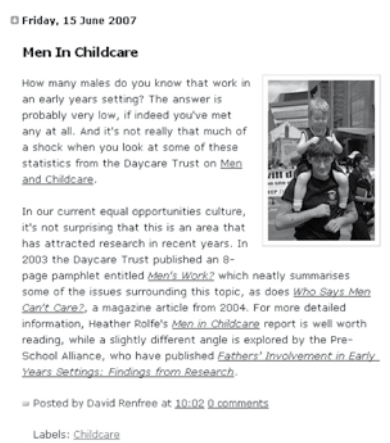 Friday, 15 June 2007
Men In Childcare
How many males do you know that work in
an early years setting? The answer is
probably very low, if indeed you've met
any at all. And it's not really that much of
a shock when you look at some of these
statistics from the Daycare Trust on Men
and Childcare.
In our current equal opportunities culture,
it's not surprising that this is an area that
has attracted research in recent years. In
2003 the Daycare Trust published an 8-
page pamphlet entitled Men's Work? which neatly summarises
some of the issues surrounding this topic, as does Who Says Men
Can't Care?, a magazine article from 2004. For more detailed
information, Heather Rolfe's Men in Childcare report is well worth
reading, while a slightly different angle is explored by the Pre-
School Alliance, who have published Fathers' Involvement in Early
Years Settings: Findings from Research.
Posted by David Renfree at 10:02 0 comments
Labels: Childcare